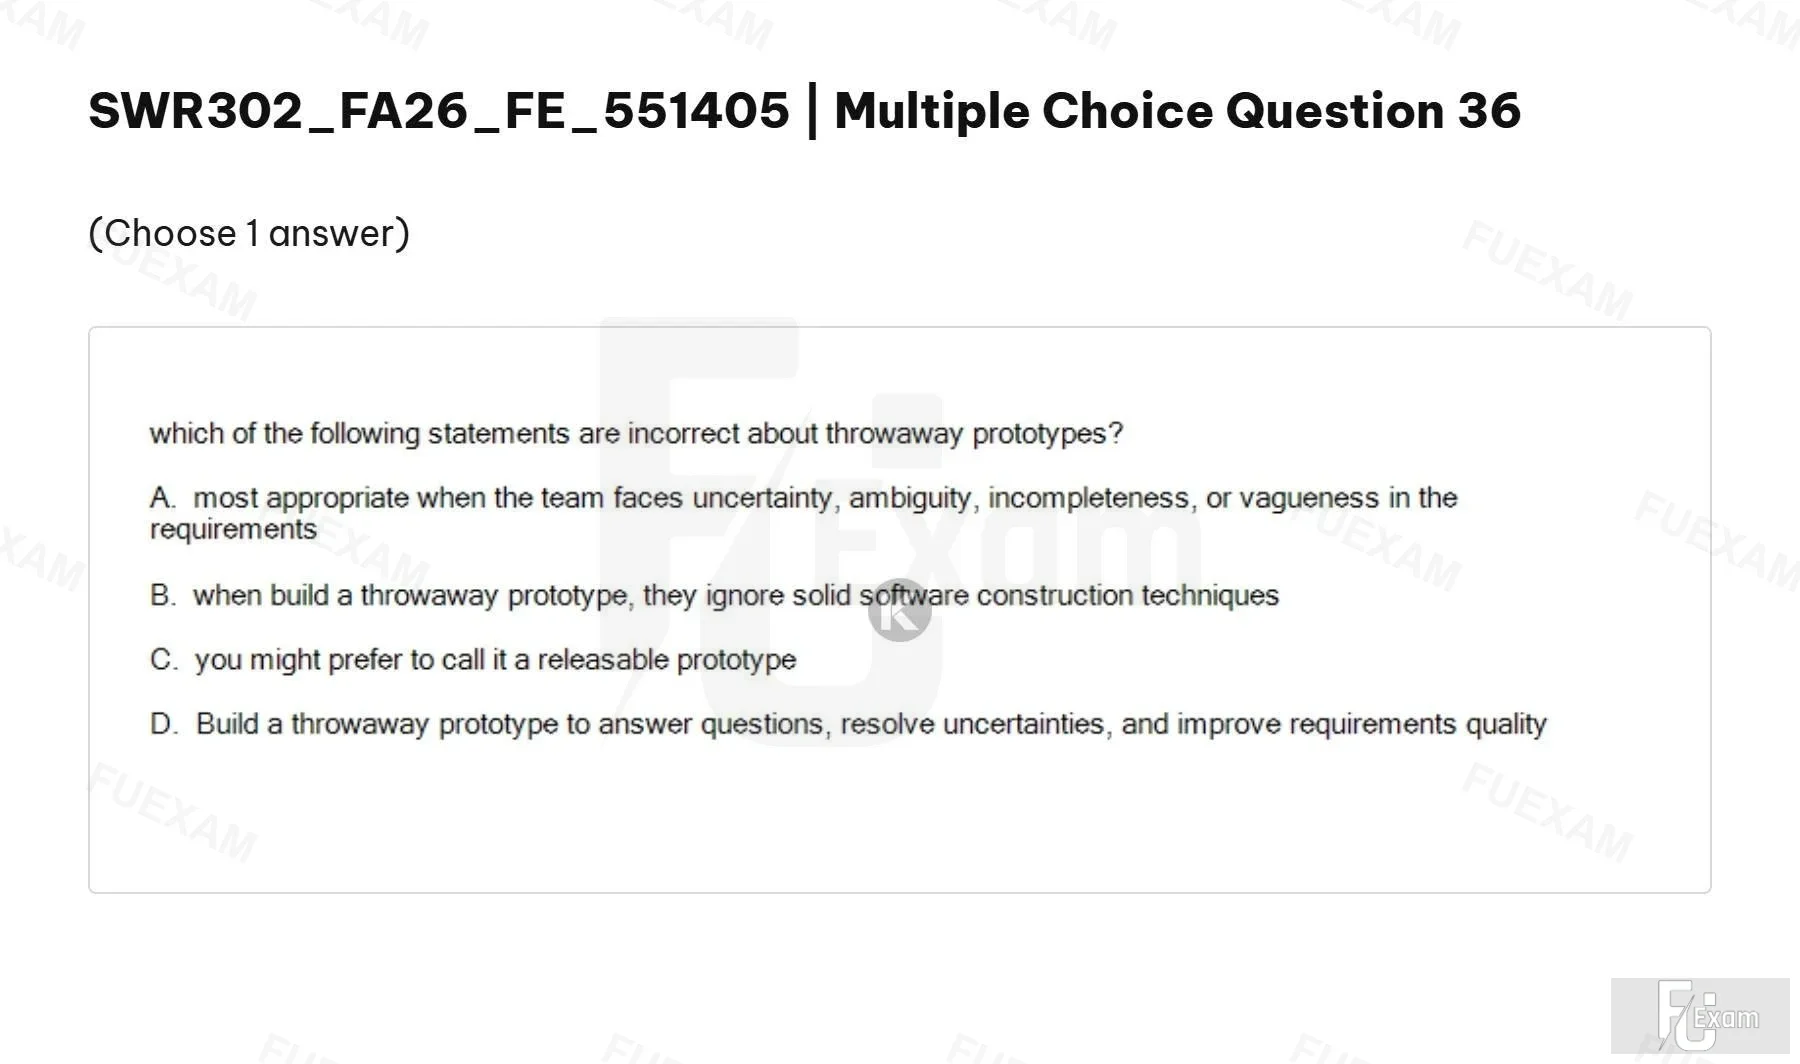 SWR302_FA26_FE_551405 | Multiple Choice Question 36
(Choose 1 answer)
which of the following statements are incorrect about throwaway prototypes?
A. most appropriate when the team faces uncertainty, ambiguity, incompleteness, or vagueness in the
requirements
B. when build a throwaway prototype, they ignore solid software construction techniques
C. you might prefer to call it a releasable prototype
D. Build a throwaway prototype to answer questions, resolve uncertainties, and improve requirements quality
FUEXAM
Exam